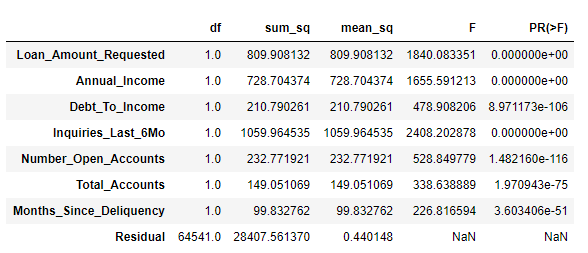 df sum_sq mean_sq F PR(>F)
Loan_Amount_Requested 1.0 809.908132 809.908132 1840.083351 0.000000e+00
Annual_Income 1.0 728.704374 728.704374 1655.591213 0.000000e+00
Debt_To_Income 1.0 210.790261 210.790261 478.908206 8.971173e-106
Inquiries_Last_6Mo 1.0 1059.964535 1059.964535 2408.202878 0.000000e+00
Number_Open_Accounts 1.0 232.771921 232.771921 528.849779 1.482160e-116
Total_Accounts 1.0 149.051069 149.051069 338.638889 1.970943e-75
Months_Since_Deliquency 1.0 99.832762 99.832762 226.816594 3.603406e-51
Residual 64541.0 28407.561370 0.440148 NaN NaN